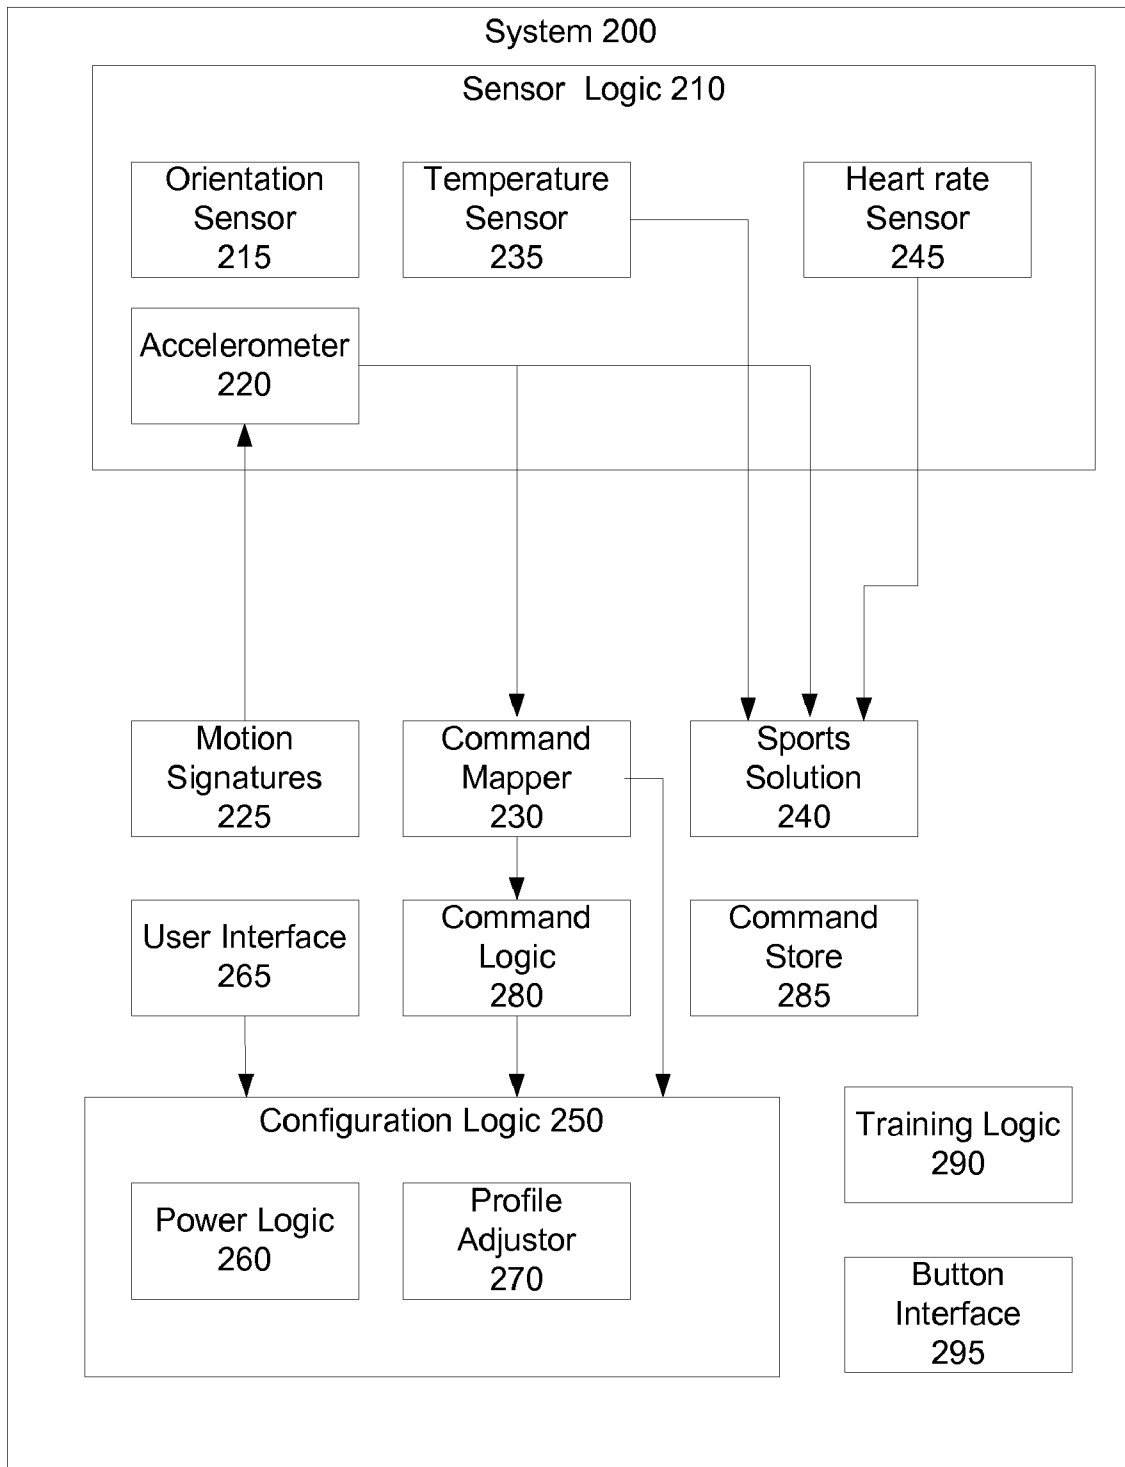 System 200
Sensor Logic 210
Orientation
Sensor
215
Temperature
Sensor
235
Heart rate
Sensor
245
Accelerometer
220
Motion
Signatures
225
Command
Mapper
230
Sports
Solution
240
User Interface
265
Command
Logic
280
Command
Store
285
Configuration Logic 250
Power Logic
260
Profile
Adjustor
270
Training Logic
290
Button
Interface
295